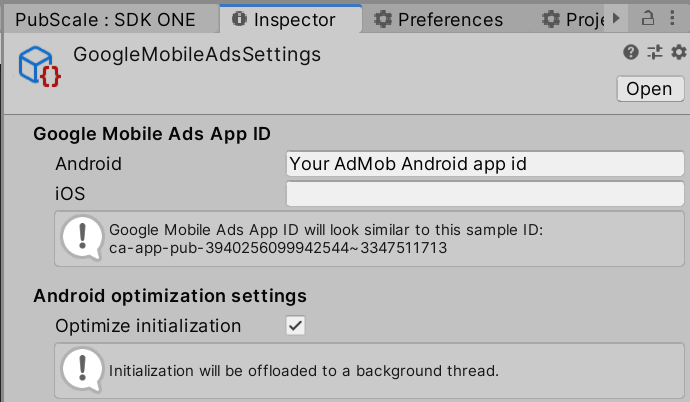 PubScale : SDK ONE Inspector Preferences Proje
GoogleMobileAdsSettings
Open
Google Mobile Ads App ID
Android Your AdMob Android app id
iOS
Google Mobile Ads App ID will look similar to this sample ID:
ca-app-pub-3940256099942544~3347511713
Android optimization settings
Optimize initialization
Initialization will be offloaded to a background thread.